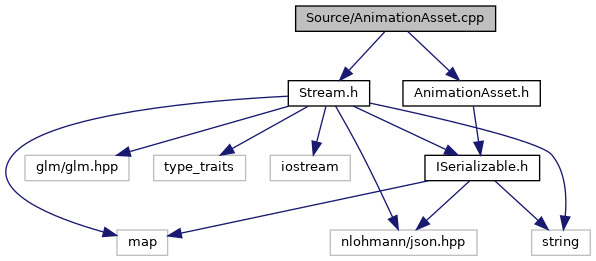 Source/AnimationAsset.cpp
Stream.h
AnimationAsset.h
glm/glm.hpp
type_traits
iostream
ISerializable.h
map
nlohmann/json.hpp
string